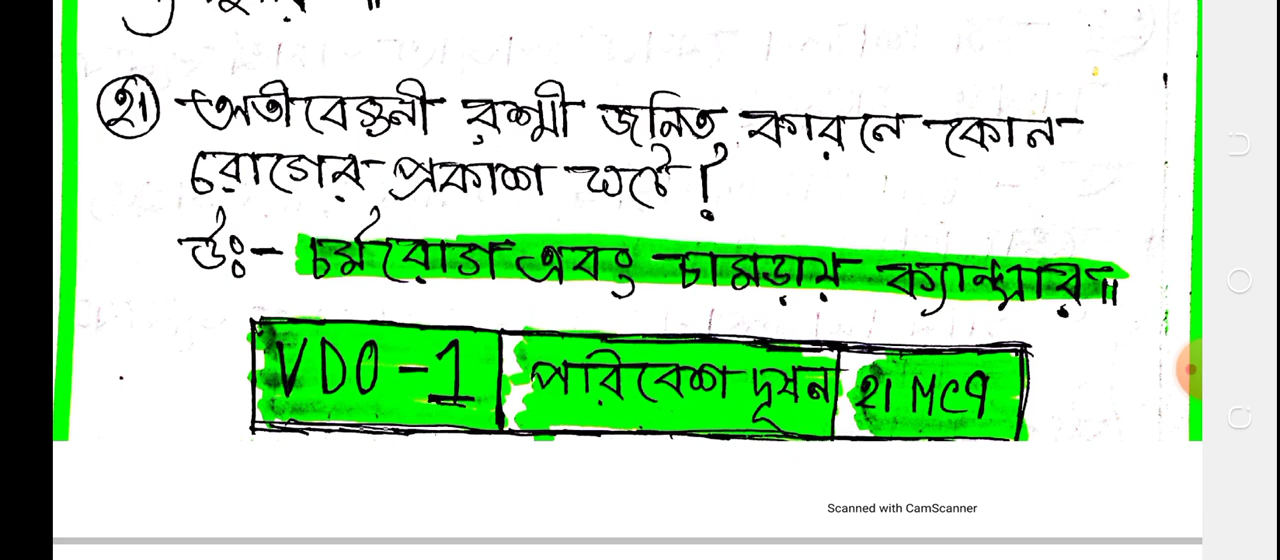 ২১ অতীবেগুনী রশ্মী জনিত কারনে কোন
রোগের প্রকাশ ঘটে?
উঃ- চর্মরোগ এবং চামড়ায় ক্যান্সার॥
VDO-1 পরিবেশ দূষন ২১ MCQ
Scanned with CamScanner